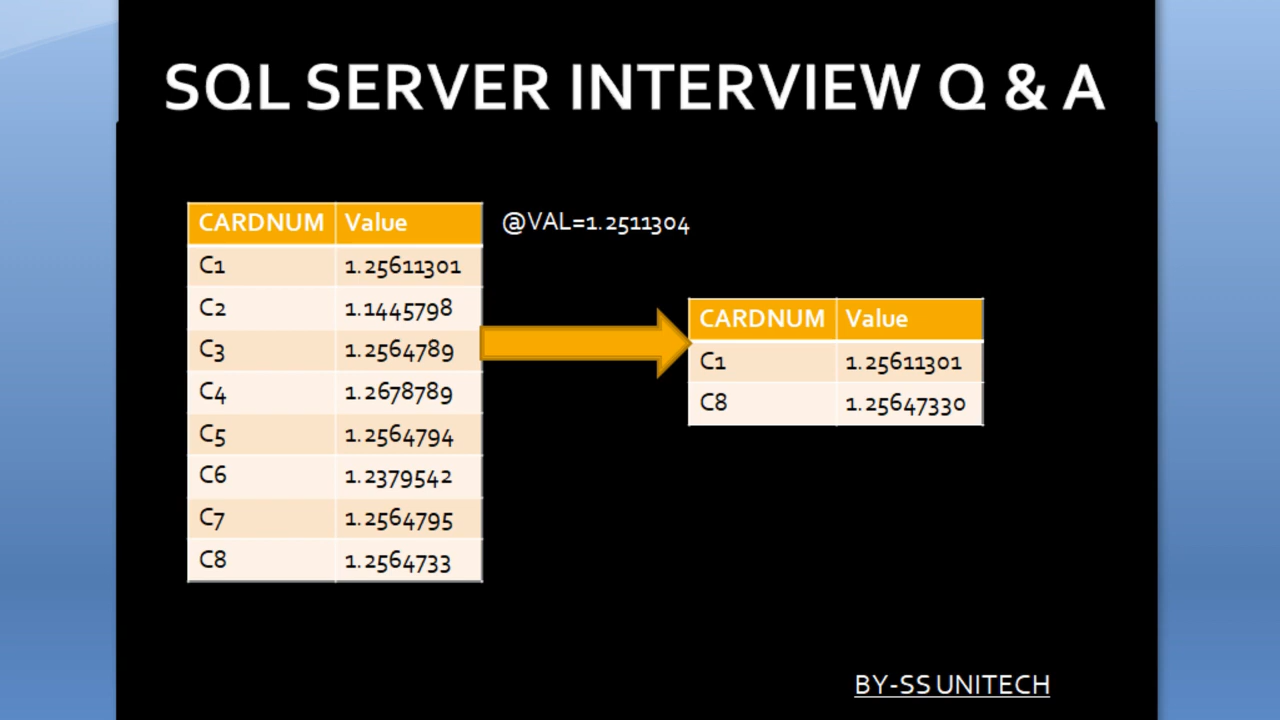 SQL SERVER INTERVIEW Q & A
CARDNUM Value
C1 1.25611301
C2 1.1445798
C3 1.2564789
C4 1.2678789
C5 1.2564794
C6 1.2379542
C7 1.2564795
C8 1.2564733
@VAL=1.2511304
CARDNUM Value
C1 1.25611301
C8 1.25647330
BY-SS UNITECH